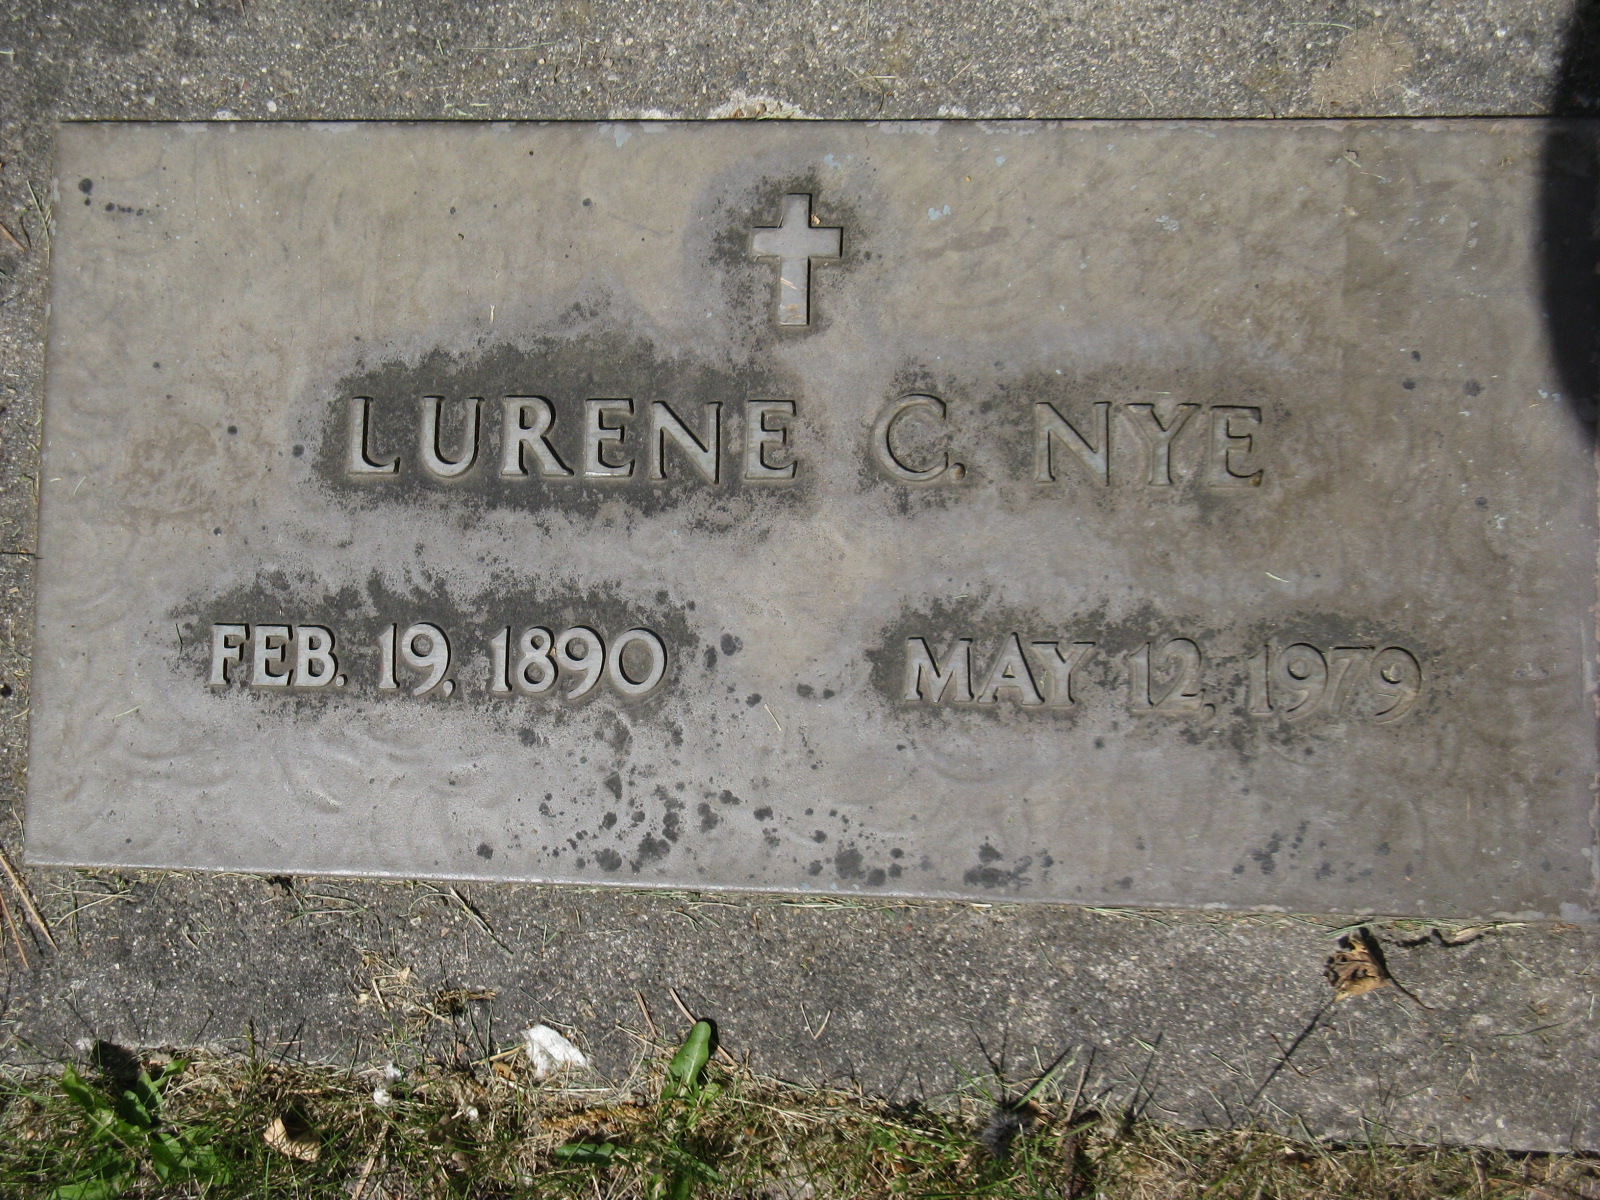 LURENE C. NYE
FEB. 19, 1890 MAY 12, 1979